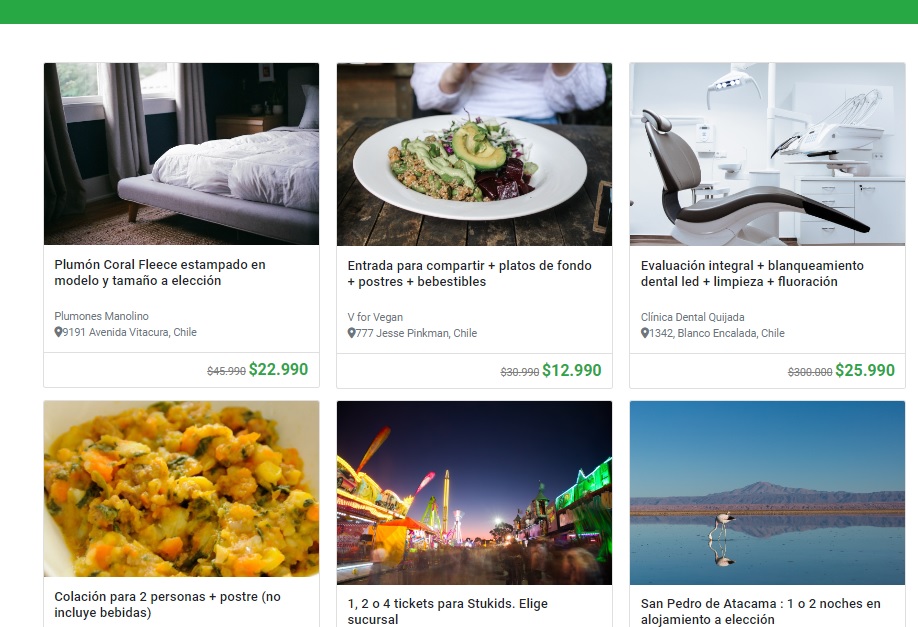 Plumón Coral Fleece estampado en
modelo y tamaño a elección
Plumones Manolino
9191 Avenida Vitacura, Chile
$45.990 $22.990
Entrada para compartir + platos de fondo
+ postres + bebestibles
V for Vegan
777 Jesse Pinkman, Chile
$30.990 $12.990
Evaluación integral + blanqueamiento
dental led + limpieza + fluoración
Clínica Dental Quijada
1342, Blanco Encalada, Chile
$300.000 $25.990
Colación para 2 personas + postre (no
incluye bebidas)
1, 2 o 4 tickets para Stukids. Elige
sucursal
San Pedro de Atacama : 1 o 2 noches en
alojamiento a elección